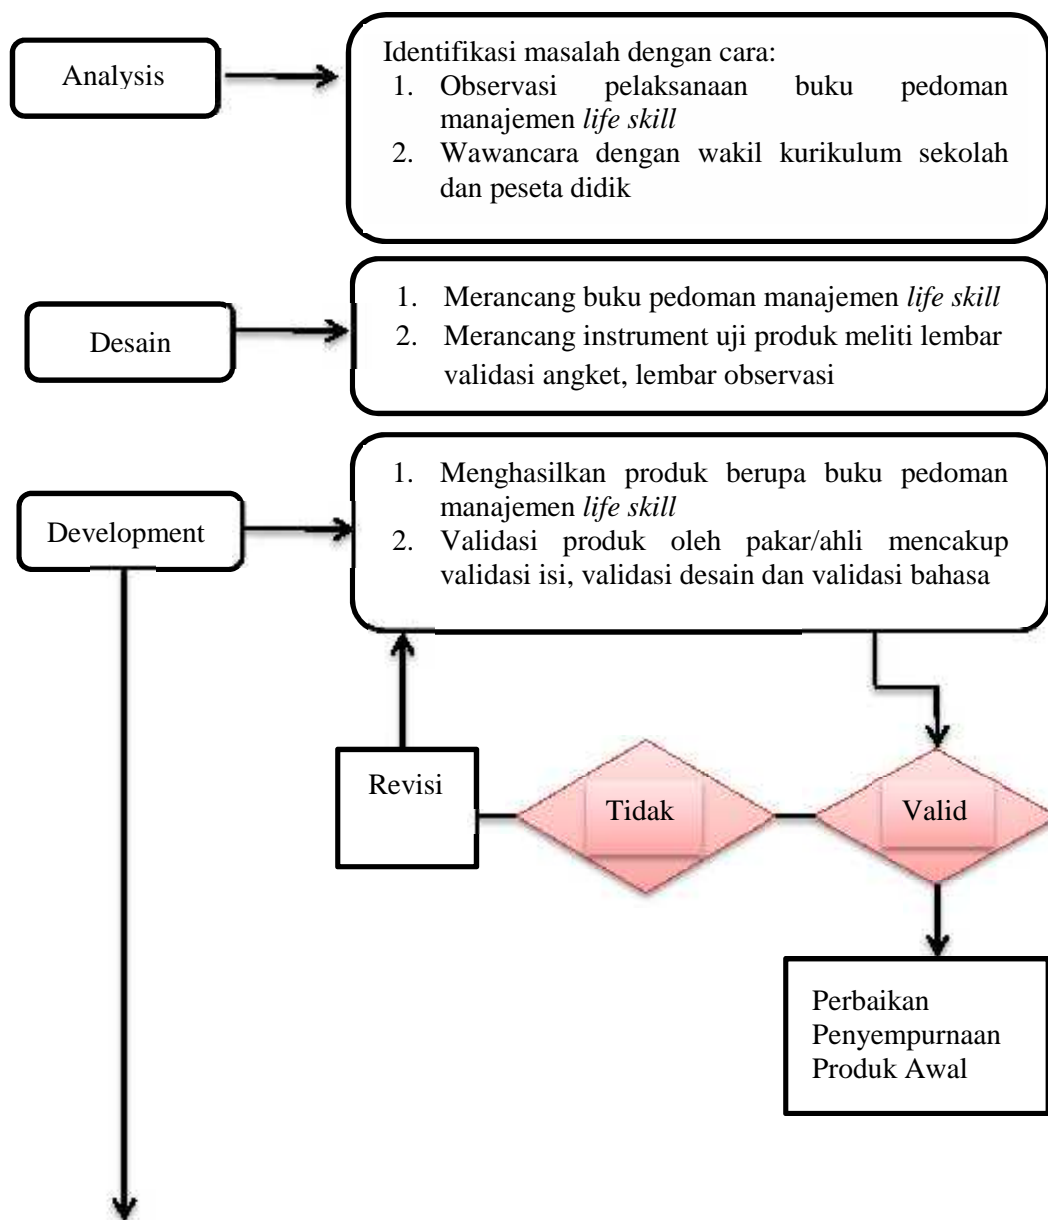 Analysis
Identifikasi masalah dengan cara:
1. Observasi pelaksanaan buku pedoman
manajemen life skill
2. Wawancara dengan wakil kurikulum sekolah
dan peseta didik
Desain
1. Merancang buku pedoman manajemen life skill
2. Merancang instrument uji produk meliti lembar
validasi angket, lembar observasi
Development
1. Menghasilkan produk berupa buku pedoman
manajemen life skill
2. Validasi produk oleh pakar/ahli mencakup
validasi isi, validasi desain dan validasi bahasa
Revisi
Tidak
Valid
Perbaikan
Penyempurnaan
Produk Awal